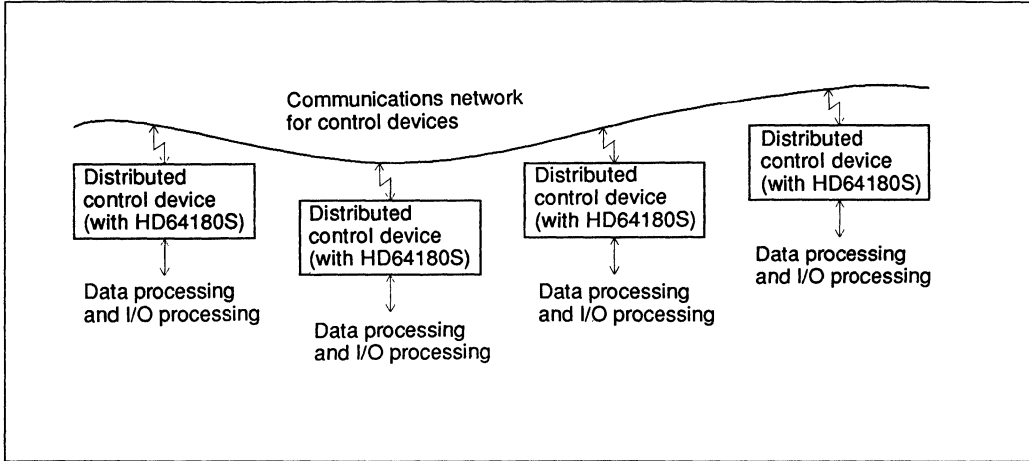 Communications network
for control devices
Distributed
control device
(with HD64180S)
Data processing
and I/O processing
Distributed
control device
(with HD64180S)
Data processing
and I/O processing
Distributed
control device
(with HD64180S)
Data processing
and I/O processing
Distributed
control device
(with HD64180S)
Data processing
and I/O processing